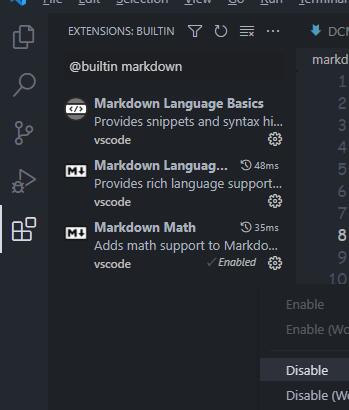 Edit
Selection
View
Go
Run
Terminal
EXTENSIONS: BUILTIN
DCM
@builtin markdown
markd
Markdown Language Basics
Provides snippets and syntax hi...
vscode
Markdown Languag... 48ms
Provides rich language support...
vscode
Markdown Math 35ms
Adds math support to Markdo...
vscode ✓Enabled
1
2
3
4
5
6
7
8
9
10
Enable
Enable (Wo
Disable
Disable (Wo